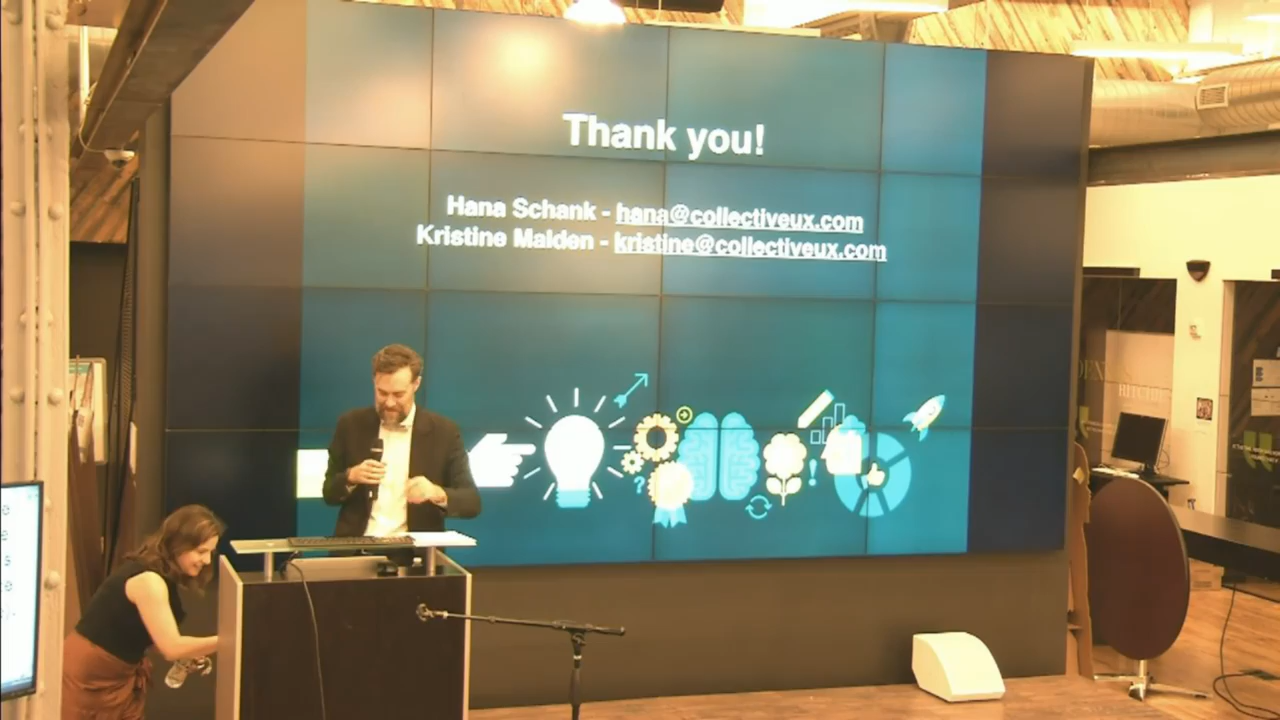 Thank you!
Hana Schank - hana@collectiveux.com
Kristine Malden - kristine@collectiveux.com